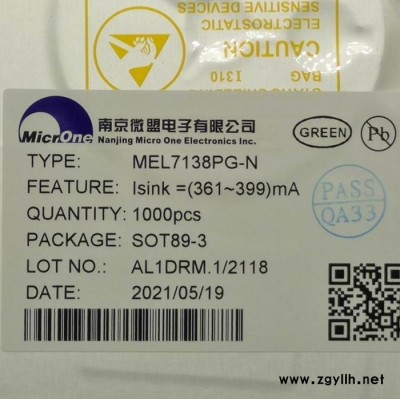 SENSITIVE DEVICES
ELECTROSTATIC
CAUTION
BAG
1310
MicrOne
南京微盟电子有限公司
Nanjing Micro One Electronics Inc.
GREEN
Pb
TYPE: MEL7138PG-N
FEATURE: Isink =(361~399)mA
QUANTITY: 1000pcs
PACKAGE: SOT89-3
LOT NO.: AL1DRM.1/2118
DATE: 2021/05/19
PASS
QA33
www.zgyllh.net